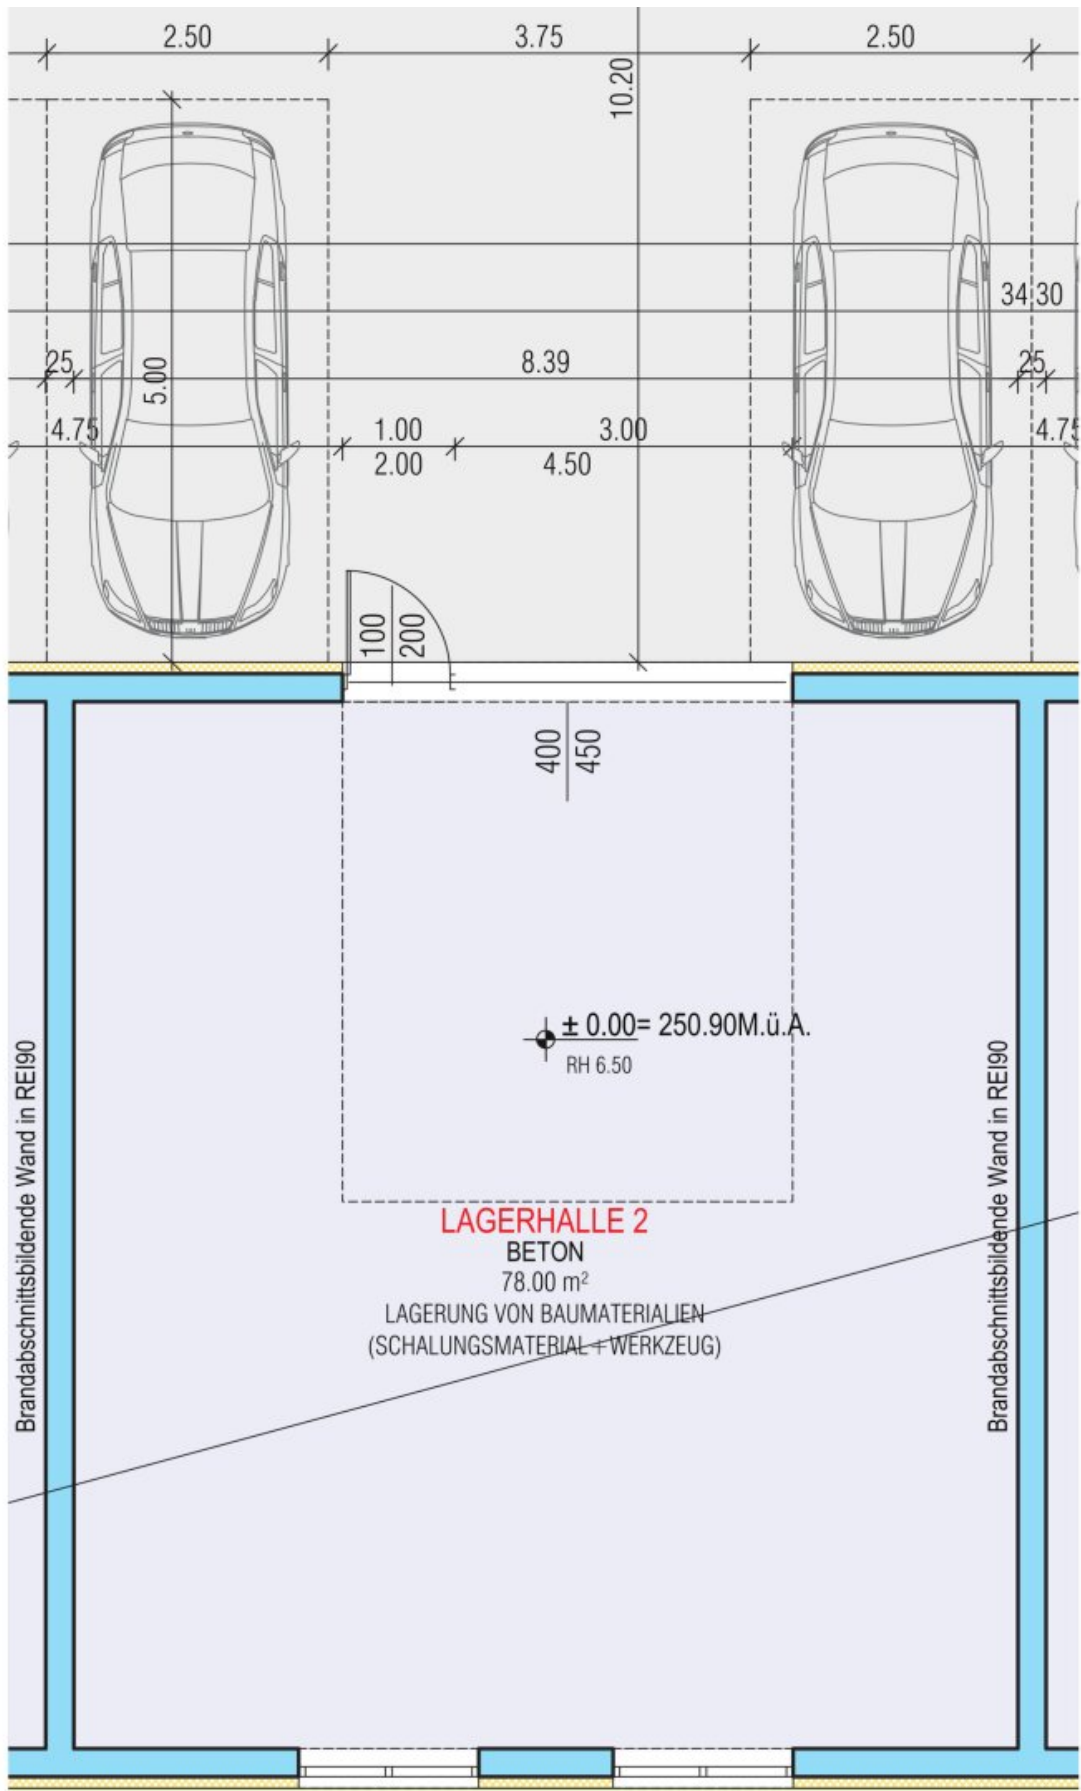 2.50
3.75
2.50
10.20
34.30
25
5.00
8.39
25
4.75
1.00
3.00
4.75
2.00
4.50
100
200
400
450
± 0.00= 250.90M.ü.A.
RH 6.50
Brandabschnittsbildende Wand in REI90
Brandabschnittsbildende Wand in REI90
LAGERHALLE 2
BETON
78.00 m²
LAGERUNG VON BAUMATERIALIEN
(SCHALUNGSMATERIAL+WERKZEUG)